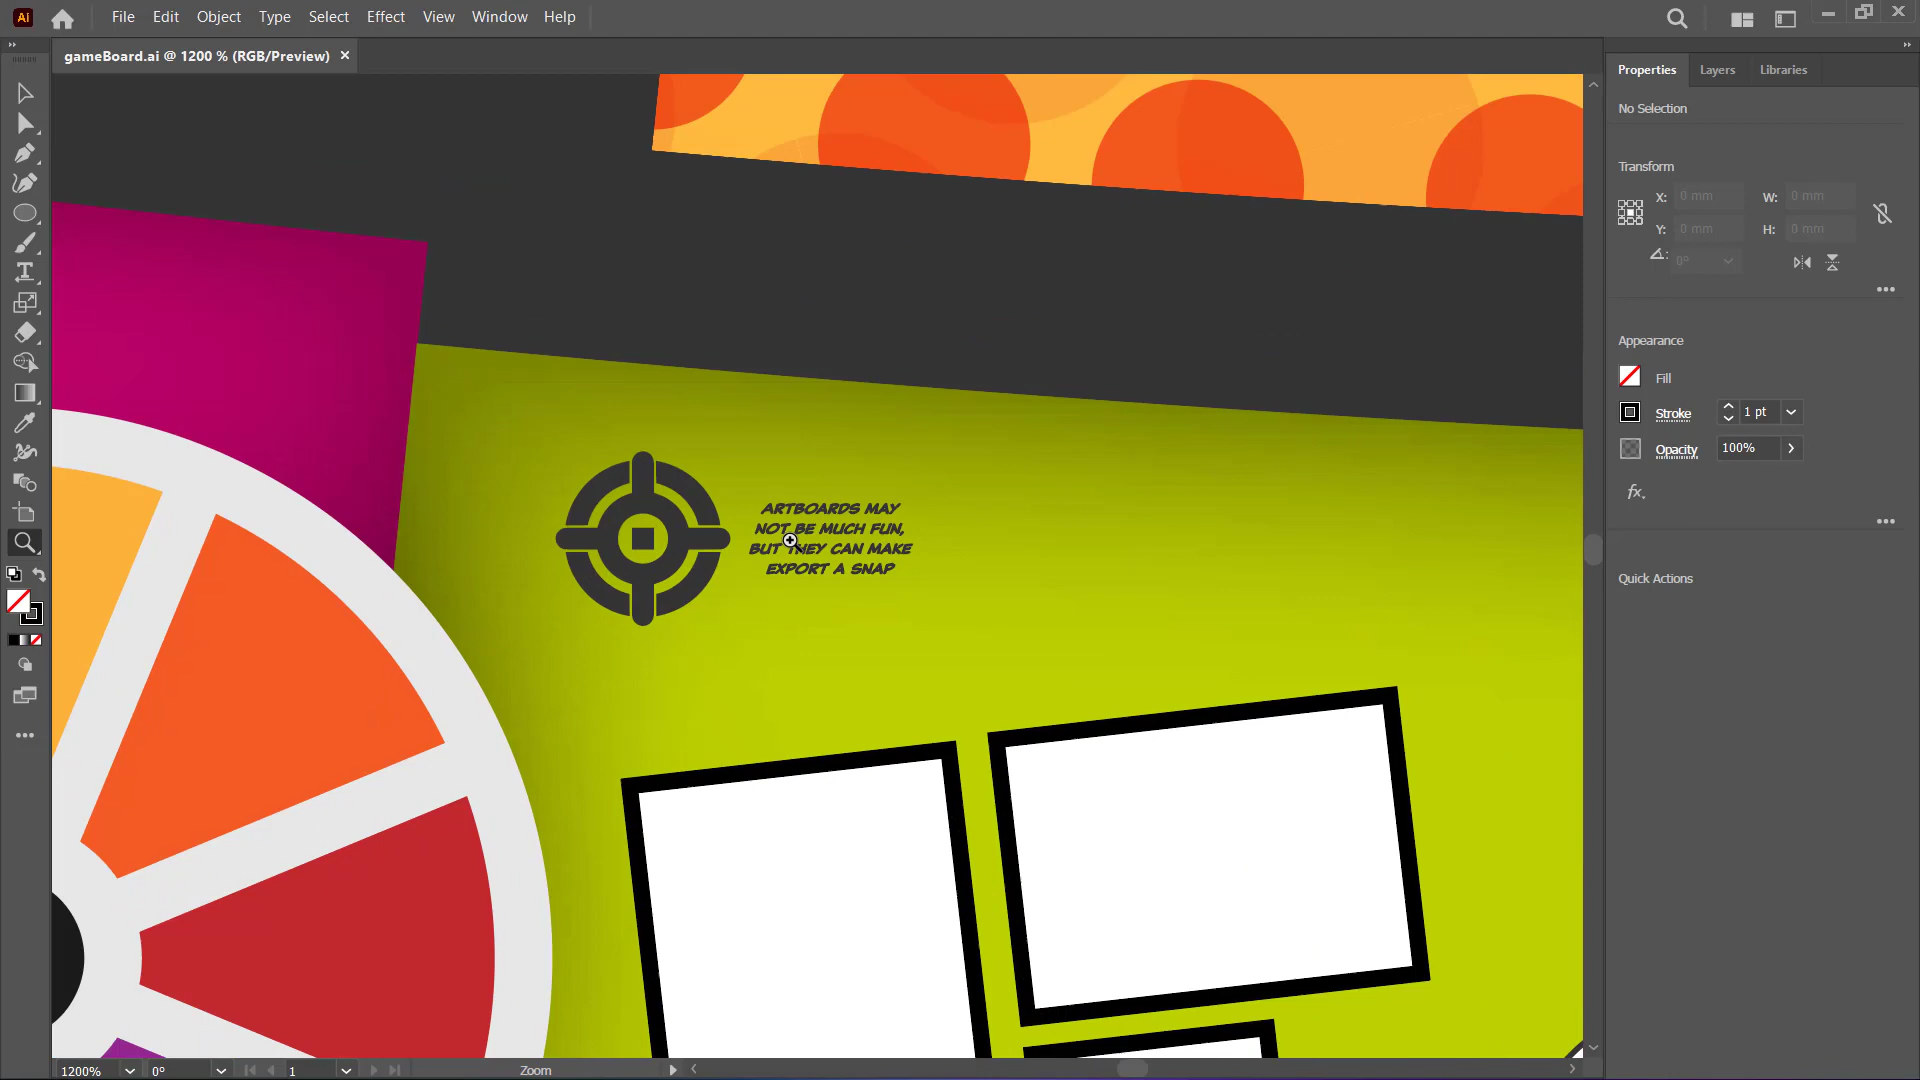 Ai
File Edit Object Type Select Effect View Window Help
gameBoard.ai @ 1200 % (RGB/Preview) ×
Properties Layers Libraries
No Selection
Transform
X: 0 mm W: 0 mm
Y: 0 mm H: 0 mm
0°
Appearance
Fill
Stroke 1 pt
Opacity 100%
fx.
Quick Actions
ARTBOARDS MAY
NOT BE MUCH FUN,
BUT THEY CAN MAKE
EXPORT A SNAP
1200% 0° 1 Zoom